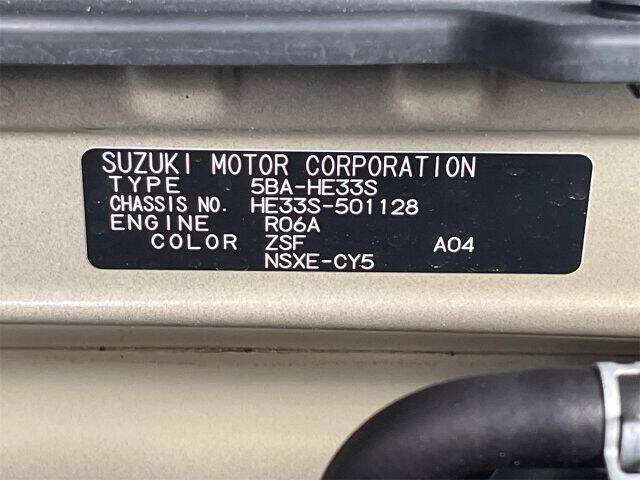 SUZUKI MOTOR CORPORATION
TYPE 5BA-HE33S
CHASSIS NO. HE33S-501128
ENGINE R06A
COLOR ZSF A04
NSXE-CY5